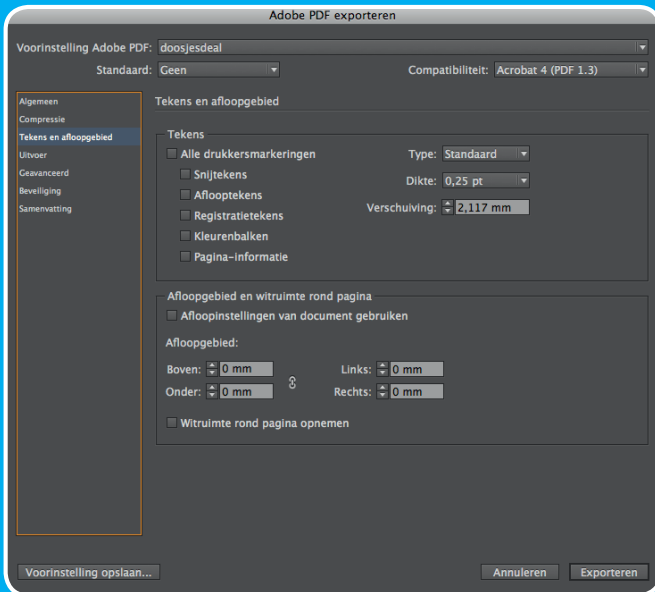 Adobe PDF exporteren
Voorinstelling Adobe PDF: doosjesdeal
Standaard: Geen Compatibiliteit: Acrobat 4 (PDF 1.3)
Algemeen
Compressie
Tekens en afloopgebied
Uitvoer
Geavanceerd
Beveiliging
Samenvatting
Tekens en afloopgebied
Tekens
Alle drukkersmarkeringen Type: Standaard
Snijtekens Dikte: 0,25 pt
Aflooptekens Verschuiving: 2,117 mm
Registratietekens
Kleurenbalken
Pagina-informatie
Afloopgebied en witruimte rond pagina
Afloopinstellingen van document gebruiken
Afloopgebied:
Boven: 0 mm Links: 0 mm
Onder: 0 mm Rechts: 0 mm
Witruimte rond pagina opnemen
Voorinstelling opslaan... Annuleren Exporteren